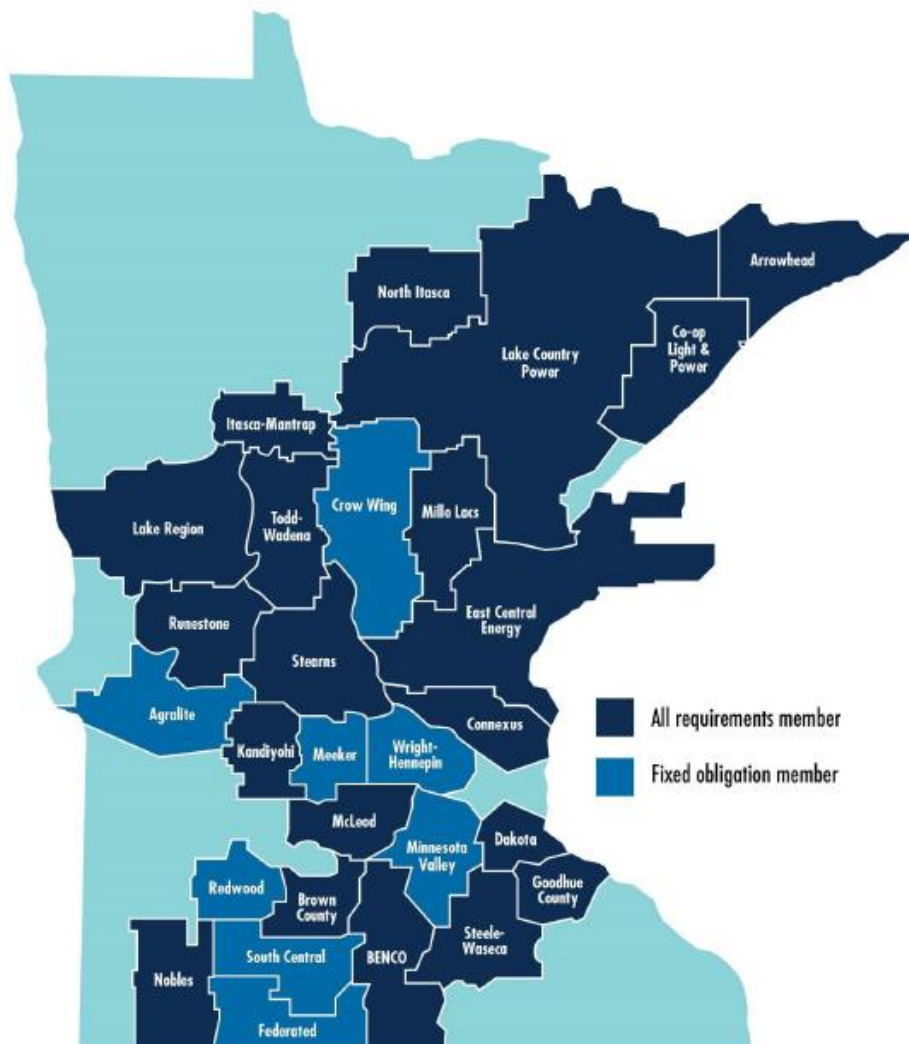 Arrowhead
North Itasca
Co-op
Light &
Power
Lake Country
Power
Itasca-Mantrap
Crow Wing
Mille Lacs
Todd-
Wadena
Lake Region
East Central
Energy
Runestone
Stearns
Agralite
Connexus
All requirements member
Kandiyohi
Meeker
Wright-
Hennepin
Fixed obligation member
McLeod
Dakota
Minnesota
Valley
Redwood
Goodhue
County
Brown
County
Steele-
Waseca
South Central
BENCO
Nobles
Federated